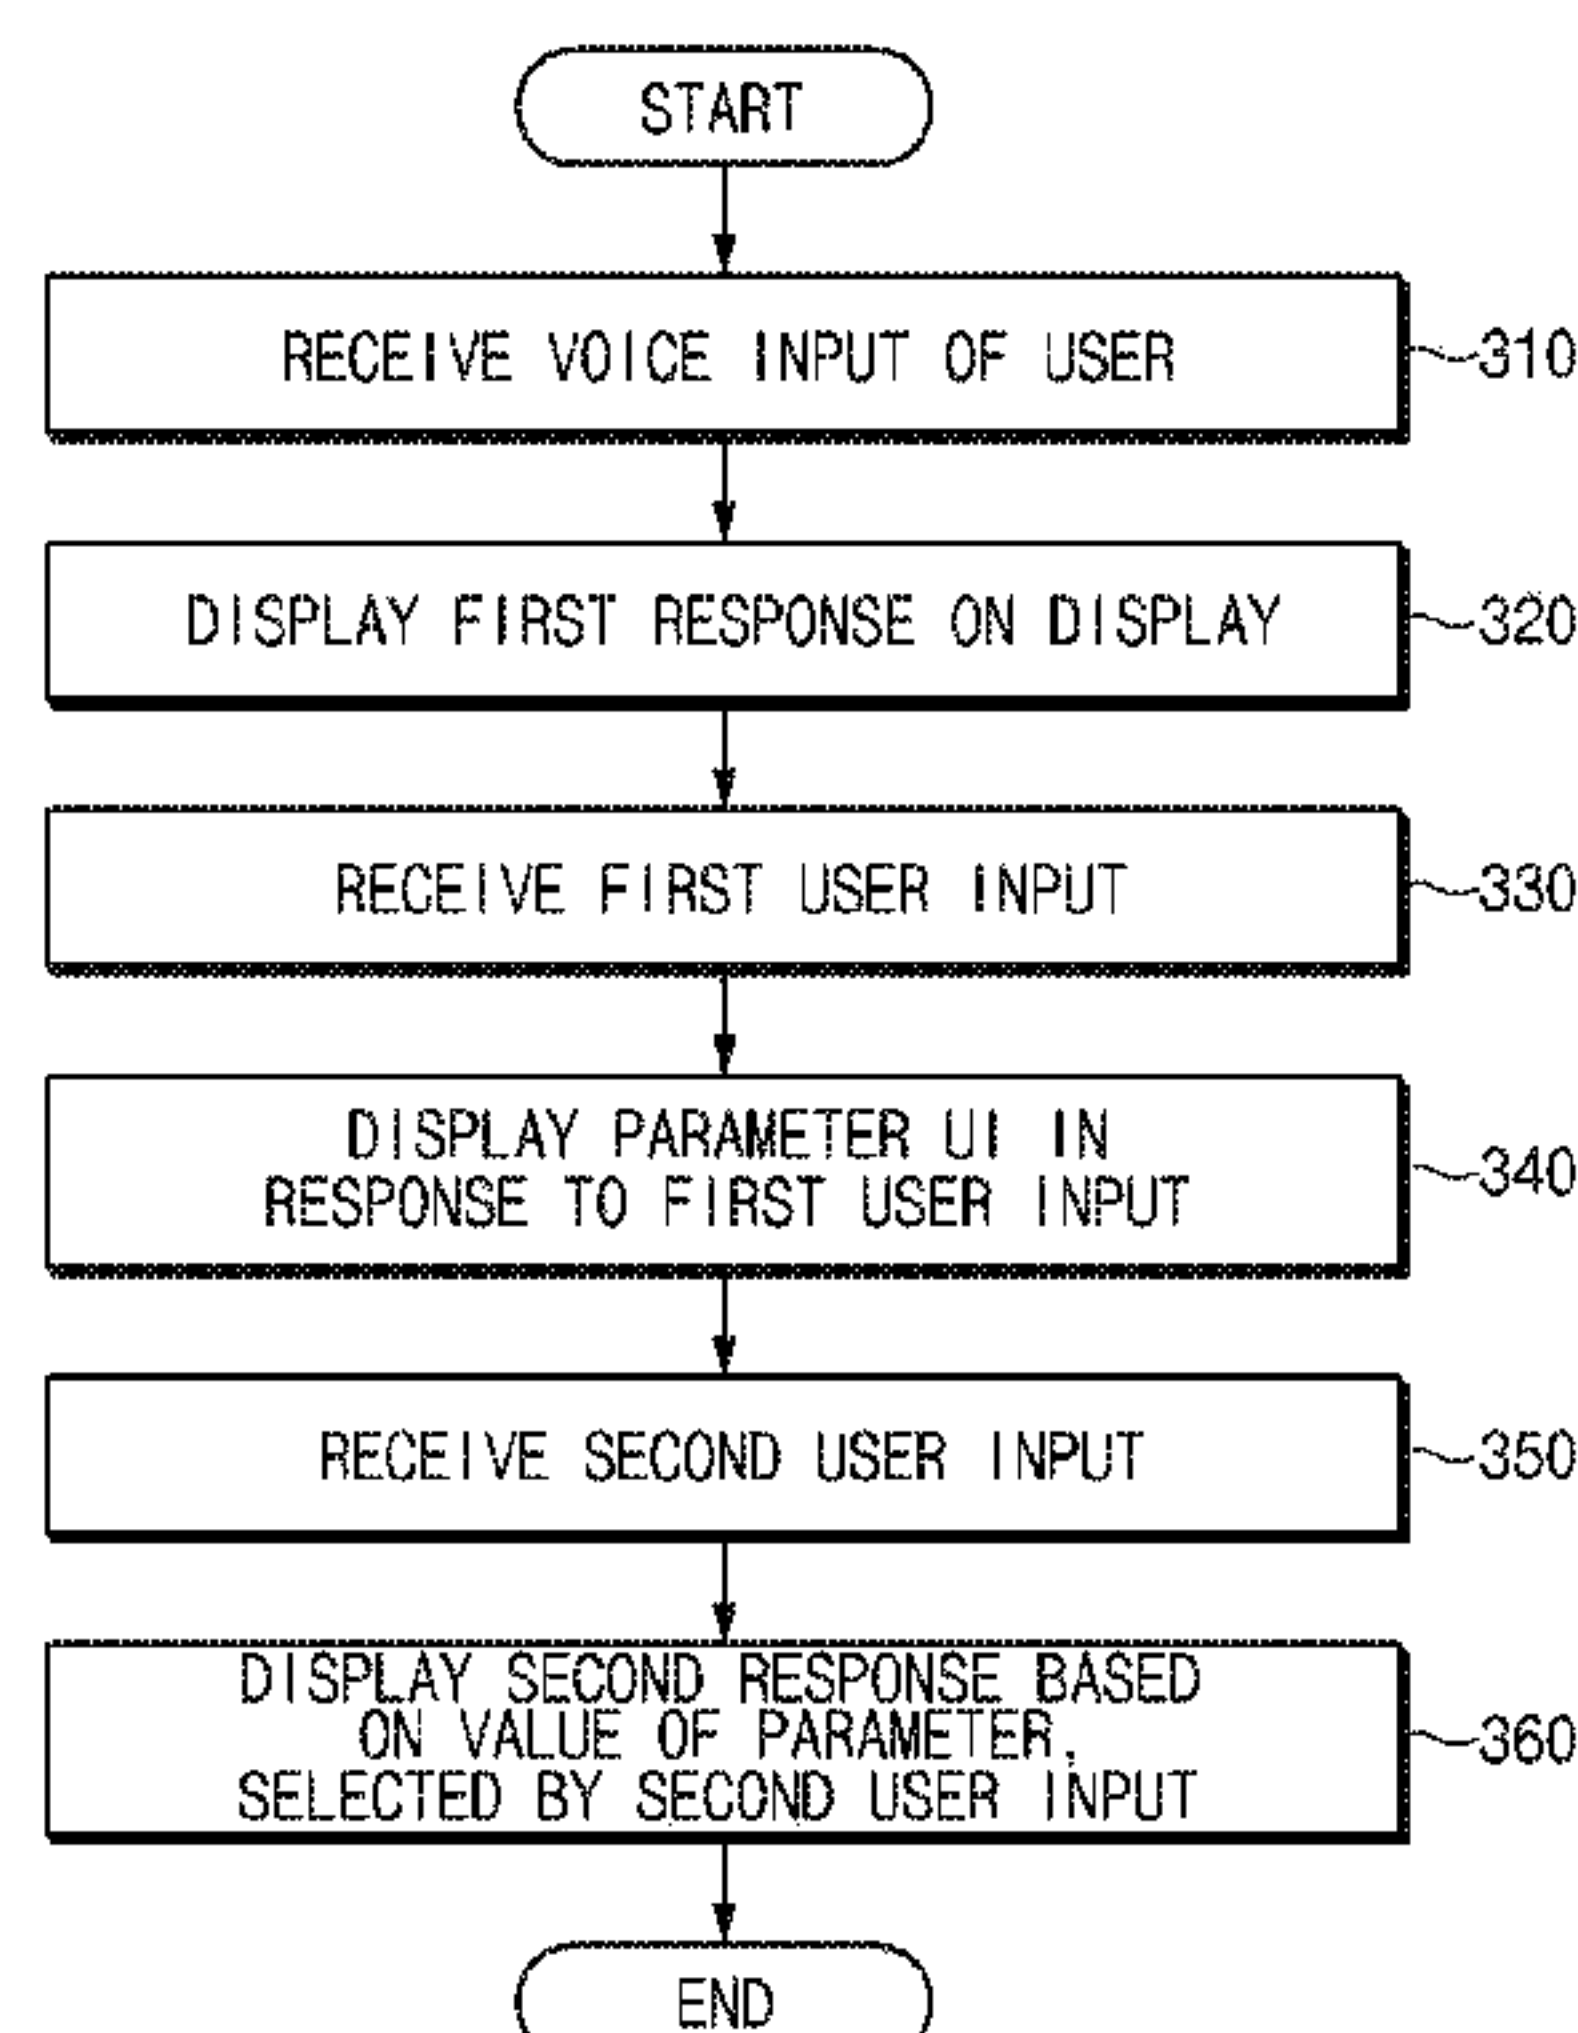 START
RECEIVE VOICE INPUT OF USER
310
DISPLAY FIRST RESPONSE ON DISPLAY
320
RECEIVE FIRST USER INPUT
330
DISPLAY PARAMETER UI IN
RESPONSE TO FIRST USER INPUT
340
RECEIVE SECOND USER INPUT
350
DISPLAY SECOND RESPONSE BASED
ON VALUE OF PARAMETER,
SELECTED BY SECOND USER INPUT
360
END